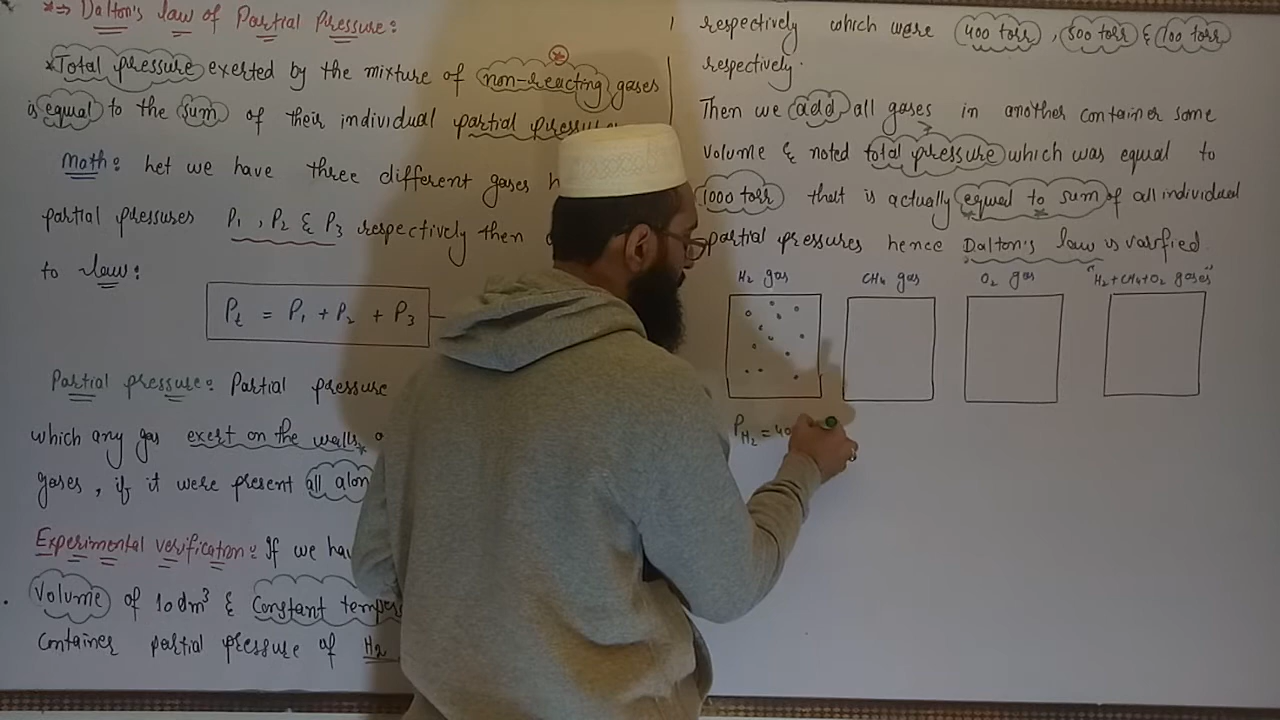 *⇒ Dalton's law of Partial Pressure:
*Total pressure exerted by the mixture of non-reacting gases
is equal to the sum of their individual partial pressure
Math: Let we have three different gases h
partial pressures P₁, P₂ & P₃ respectively then
to law:
Pt = P₁ + P₂ + P₃
Partial pressure: Partial pressure
which any gas exert on the walls
gases, if it were present all alon
Experimental verification: If we hav
volume of 10dm³ & Constant temper
container partial pressure of H₂
respectively which were 400 torr, 500 torr & 100 torr
respectively.
Then we add all gases in another container same
volume & noted total pressure which was equal to
1000 torr that is actually equal to sum of all individual
partial pressures hence Dalton's law is varified
H₂ gas CH₄ gas O₂ gas "H₂+CH₄+O₂ gases"
PH₂ = 40